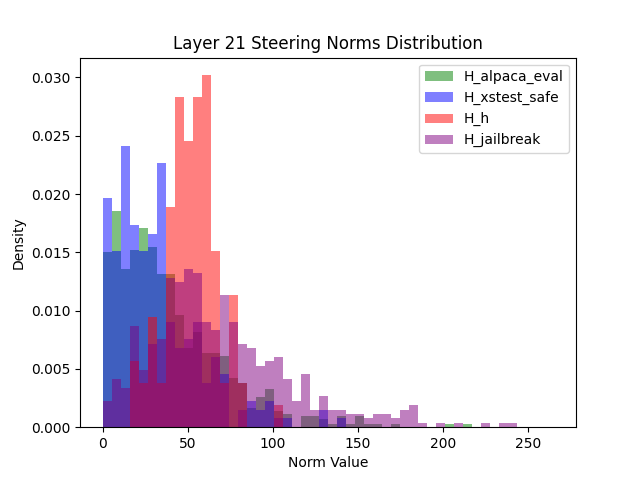 Layer 21 Steering Norms Distribution
H_alpaca_eval
H_xstest_safe
H_h
H_jailbreak
Density
0.030
0.025
0.020
0.015
0.010
0.005
0.000
0
50
100
150
200
250
Norm Value